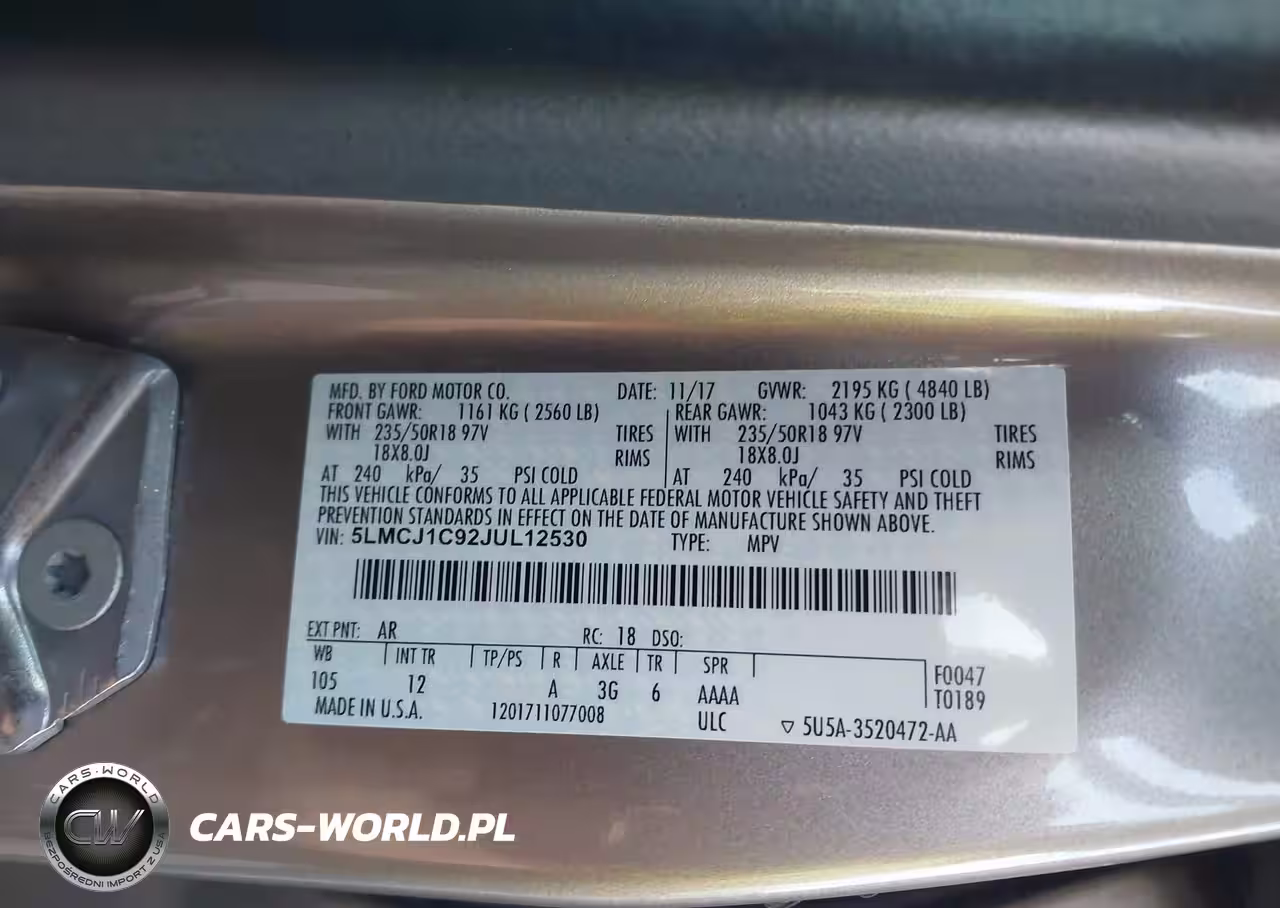 MFD. BY FORD MOTOR CO. DATE: 11/17 GVWR: 2195 KG ( 4840 LB)
FRONT GAWR: 1161 KG ( 2560 LB) REAR GAWR: 1043 KG ( 2300 LB)
WITH 235/50R18 97V TIRES WITH 235/50R18 97V TIRES
18X8.0J RIMS 18X8.0J RIMS
AT 240 kPa/ 35 PSI COLD AT 240 kPa/ 35 PSI COLD
THIS VEHICLE CONFORMS TO ALL APPLICABLE FEDERAL MOTOR VEHICLE SAFETY AND THEFT
PREVENTION STANDARDS IN EFFECT ON THE DATE OF MANUFACTURE SHOWN ABOVE.
VIN: 5LMCJ1C92JUL12530 TYPE: MPV
EXT PNT: AR RC: 18 DSO:
WB INT TR TP/PS R AXLE TR SPR
105 12 A 3G 6 AAAA
F0047
T0189
MADE IN U.S.A. 1201711077008 ULC ▽ 5U5A-3520472-AA
CARS-WORLD
CW
BEZPOŚREDNI IMPORT Z USA
CARS-WORLD.PL